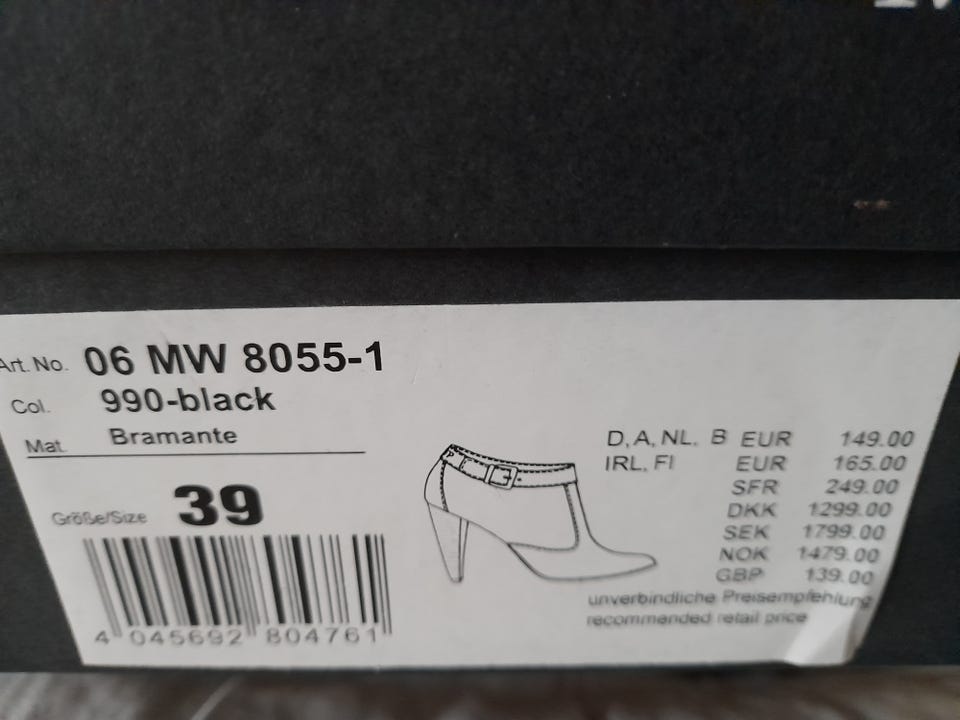 Art. No. 06 MW 8055-1
Col. 990-black
Mat. Bramante
Größe/Size 39
4 045692 804761
D, A, NL, B EUR 149.00
IRL, FI EUR 165.00
SFR 249.00
DKK 1299.00
SEK 1799.00
NOK 1479.00
GBP 139.00
unverbindliche Preisempfehlung
recommended retail price